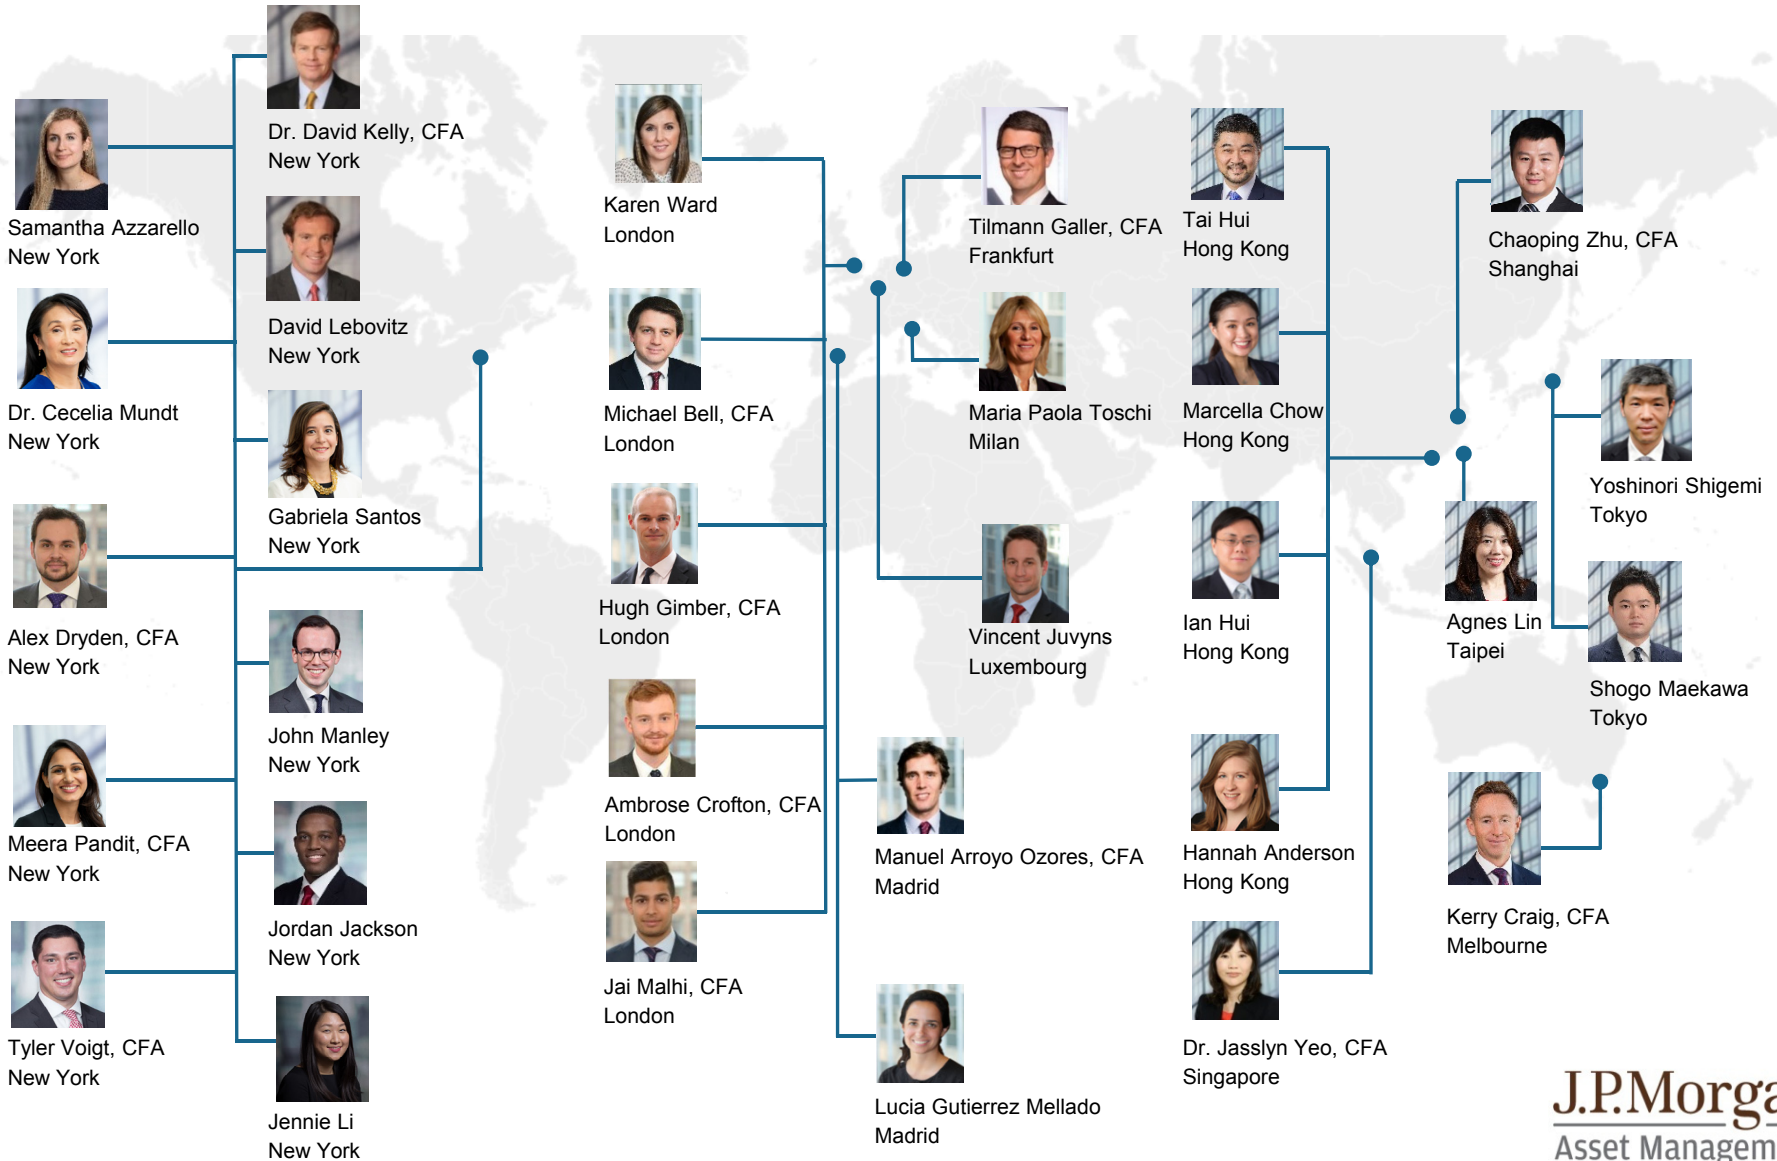 Dr. David Kelly, CFA
New York
Samantha Azzarello
New York
David Lebovitz
New York
Dr. Cecelia Mundt
New York
Gabriela Santos
New York
Alex Dryden, CFA
New York
John Manley
New York
Meera Pandit, CFA
New York
Jordan Jackson
New York
Tyler Voigt, CFA
New York
Jennie Li
New York
Karen Ward
London
Michael Bell, CFA
London
Hugh Gimber, CFA
London
Ambrose Crofton, CFA
London
Jai Malhi, CFA
London
Tilmann Galler, CFA
Frankfurt
Maria Paola Toschi
Milan
Vincent Juvyns
Luxembourg
Manuel Arroyo Ozores, CFA
Madrid
Lucia Gutierrez Mellado
Madrid
Tai Hui
Hong Kong
Marcella Chow
Hong Kong
Ian Hui
Hong Kong
Hannah Anderson
Hong Kong
Dr. Jasslyn Yeo, CFA
Singapore
Chaoping Zhu, CFA
Shanghai
Yoshinori Shigemi
Tokyo
Agnes Lin
Taipei
Shogo Maekawa
Tokyo
Kerry Craig, CFA
Melbourne
J.P.Morga
Asset Managem